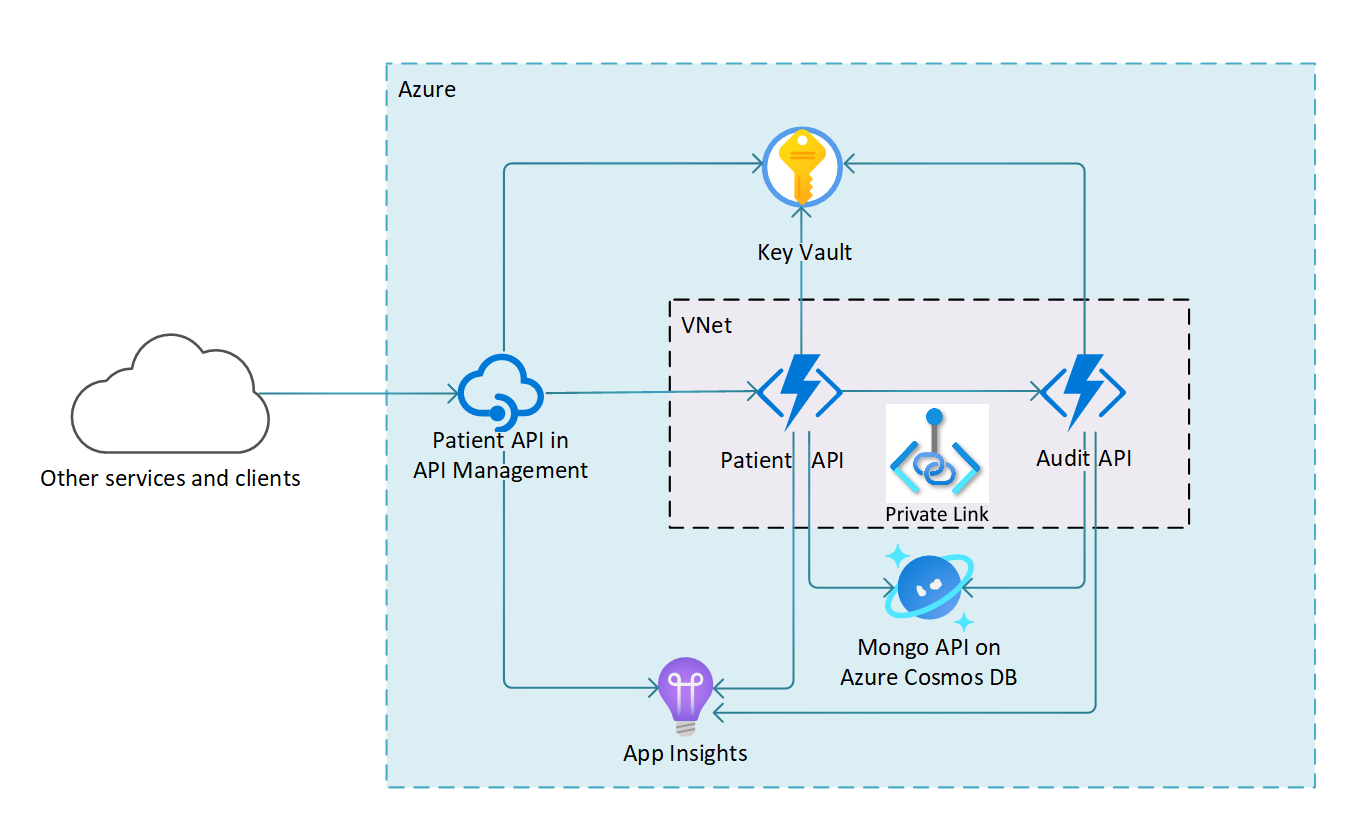 Azure
Key Vault
VNet
Patient API in
API Management
Other services and clients
Patient API
Audit API
Private Link
Mongo API on
Azure Cosmos DB
App Insights